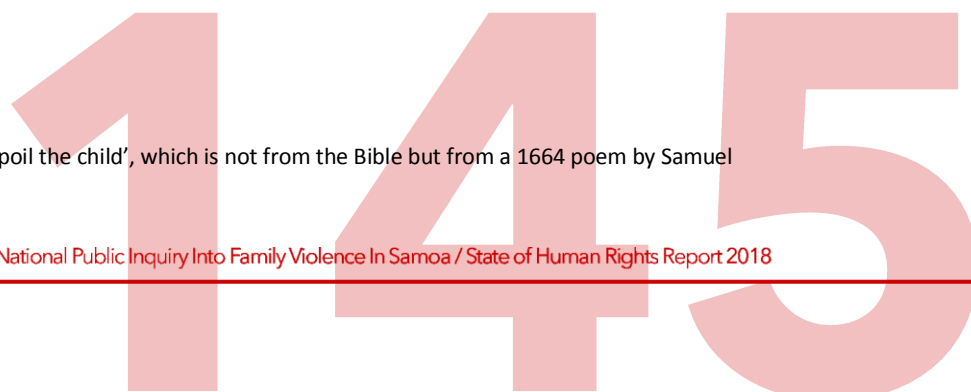 145
poil the child’, which is not from the Bible but from a 1664 poem by Samuel
National Public Inquiry Into Family Violence In Samoa / State of Human Rights Report 2018